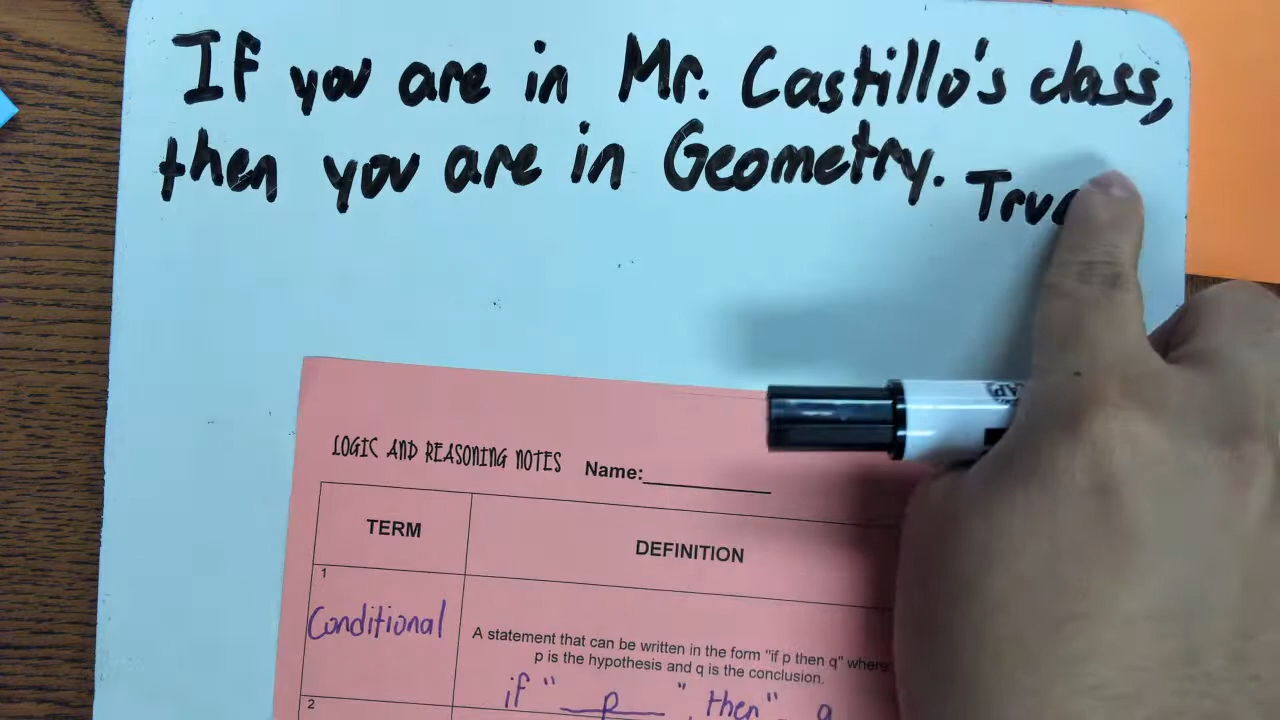 If you are in Mr. Castillo's class,
then you are in Geometry.
LOGIC AND REASONING NOTES Name:
TERM DEFINITION
1
Conditional
A statement that can be written in the form "if p then q" where
p is the hypothesis and q is the conclusion.
if " p ", then " q
2